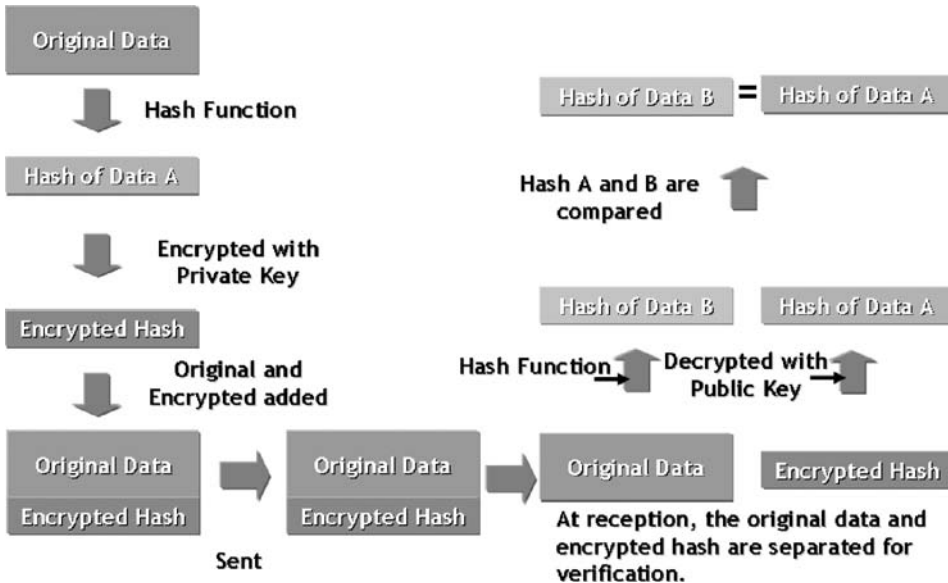 Original Data
Hash Function
Hash of Data A
Encrypted with
Private Key
Encrypted Hash
Original and
Encrypted added
Original Data
Encrypted Hash
Sent
Original Data
Encrypted Hash
Original Data
Encrypted Hash
At reception, the original data and
encrypted hash are separated for
verification.
Hash Function
Decrypted with
Public Key
Hash of Data B
Hash of Data A
Hash A and B are
compared
Hash of Data B = Hash of Data A